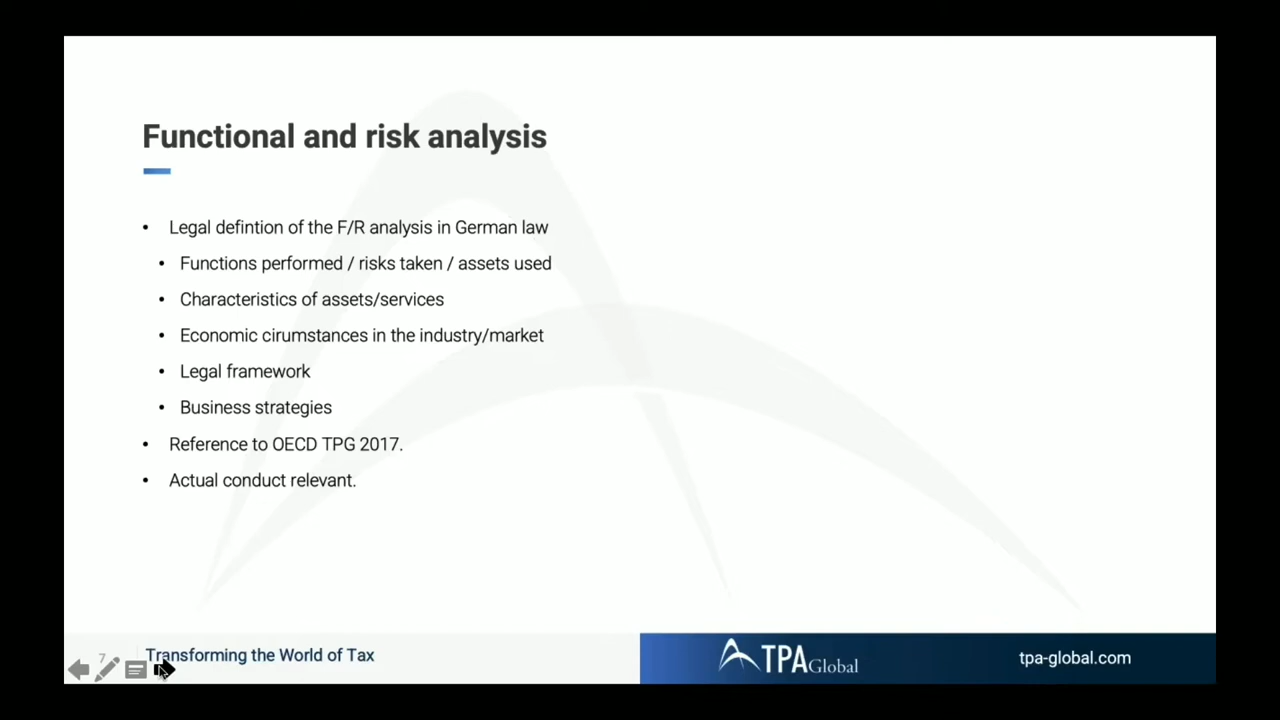 Functional and risk analysis
• Legal defintion of the F/R analysis in German law
• Functions performed / risks taken / assets used
• Characteristics of assets/services
• Economic cirumstances in the industry/market
• Legal framework
• Business strategies
• Reference to OECD TPG 2017.
• Actual conduct relevant.
7
Transforming the World of Tax
TPA Global
tpa-global.com